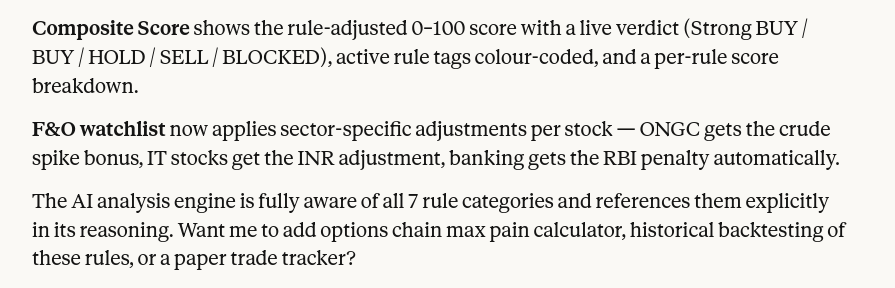 Composite Score shows the rule-adjusted 0–100 score with a live verdict (Strong BUY /
BUY / HOLD / SELL / BLOCKED), active rule tags colour-coded, and a per-rule score
breakdown.
F&O watchlist now applies sector-specific adjustments per stock — ONGC gets the crude
spike bonus, IT stocks get the INR adjustment, banking gets the RBI penalty automatically.
The AI analysis engine is fully aware of all 7 rule categories and references them explicitly
in its reasoning. Want me to add options chain max pain calculator, historical backtesting of
these rules, or a paper trade tracker?